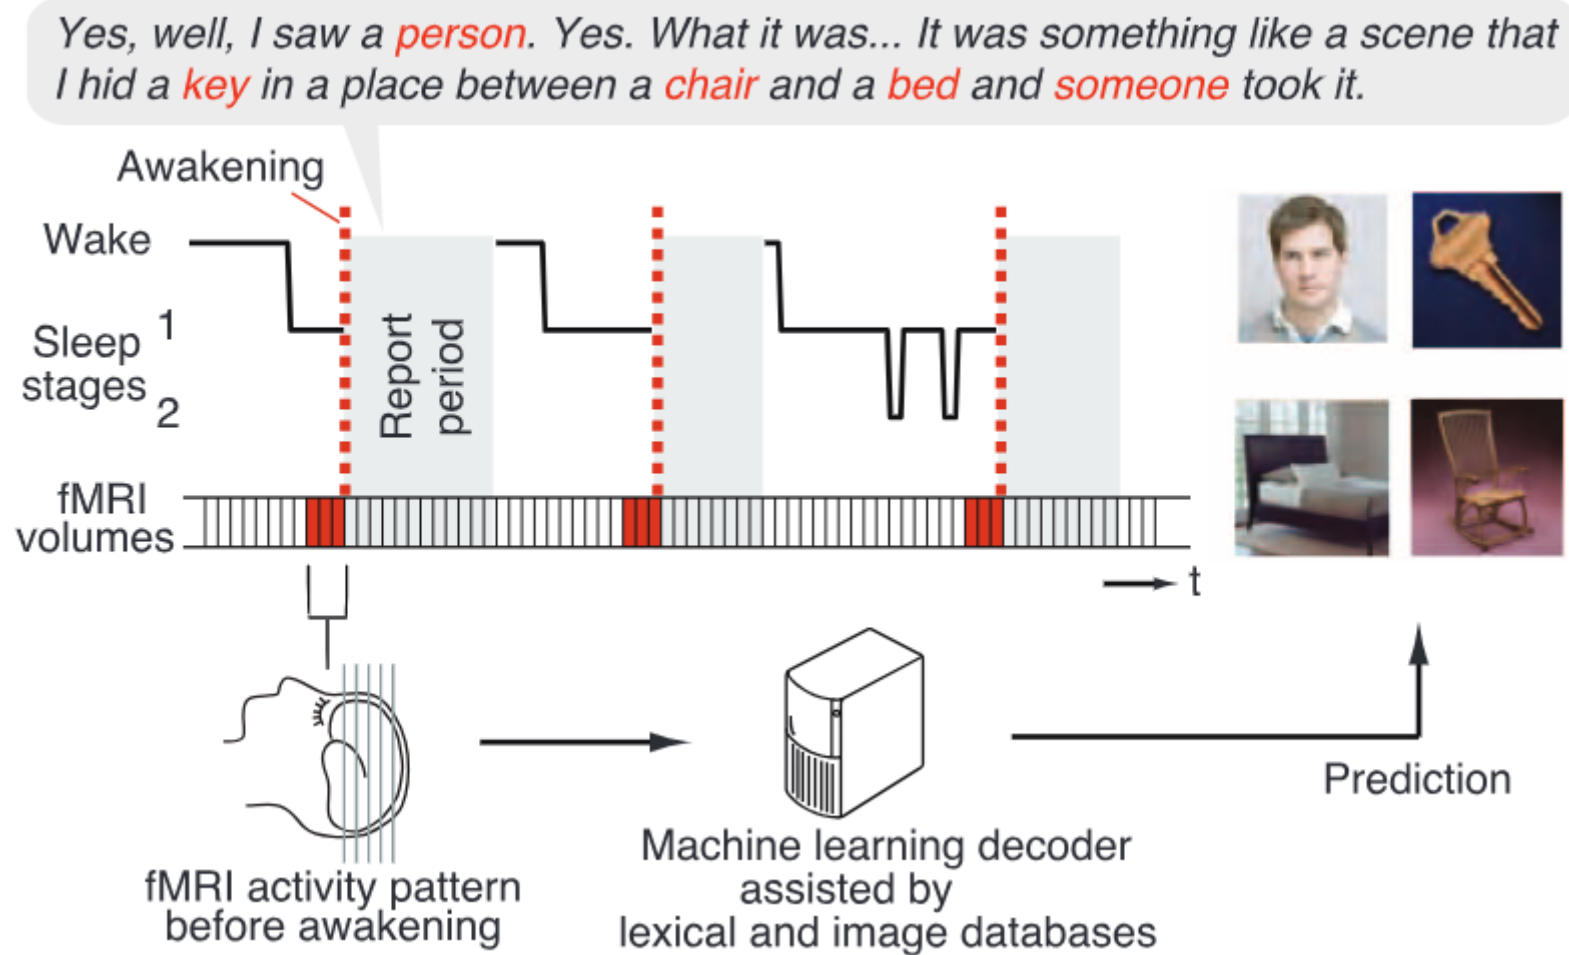 Yes, well, I saw a person. Yes. What it was... It was something like a scene that
I hid a key in a place between a chair and a bed and someone took it.
Awakening
Wake
Sleep
stages
1
2
Report
period
fMRI
volumes
t
fMRI activity pattern
before awakening
Machine learning decoder
assisted by
lexical and image databases
Prediction